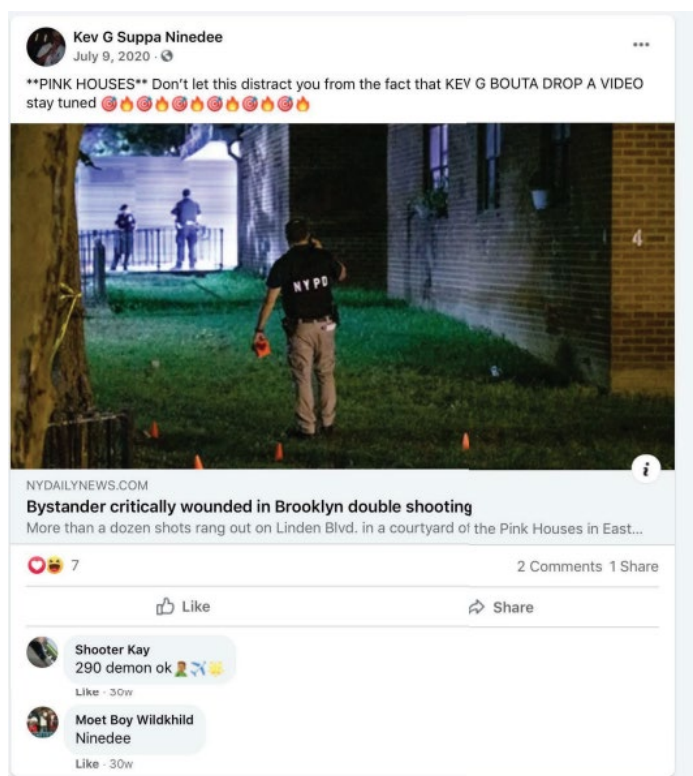 Kev G Suppa Ninedee
July 9, 2020 ·
**PINK HOUSES** Don't let this distract you from the fact that KEV G BOUTA DROP A VIDEO
stay tuned 🎯🔥🎯🔥🎯🔥🎯🔥🎯🔥🎯🔥
NYPD
4
NYDAILYNEWS.COM
Bystander critically wounded in Brooklyn double shooting
More than a dozen shots rang out on Linden Blvd. in a courtyard of the Pink Houses in East...
7
2 Comments 1 Share
Like
Share
Shooter Kay
290 demon ok
Like · 30w
Moet Boy Wildkhild
Ninedee
Like · 30w